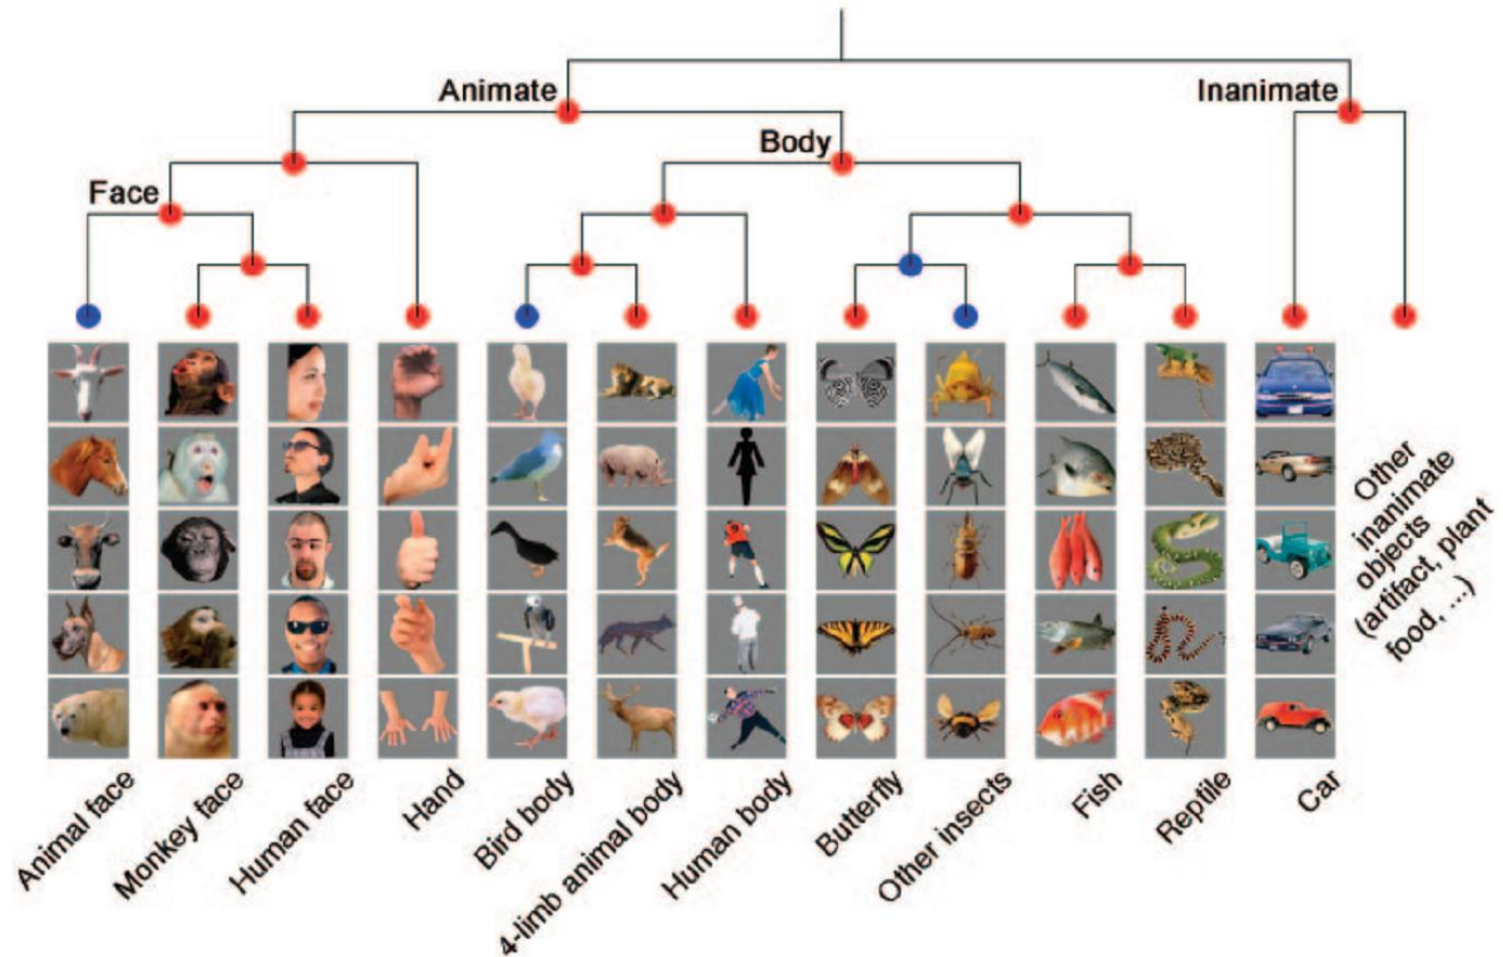 Animate
Inanimate
Body
Face
Other
inanimate
objects
(artifact, plant
food, ...)
Animal face
Monkey face
Human face
Hand
Bird body
4-limb animal body
Human body
Butterfly
Other insects
Fish
Reptile
Car